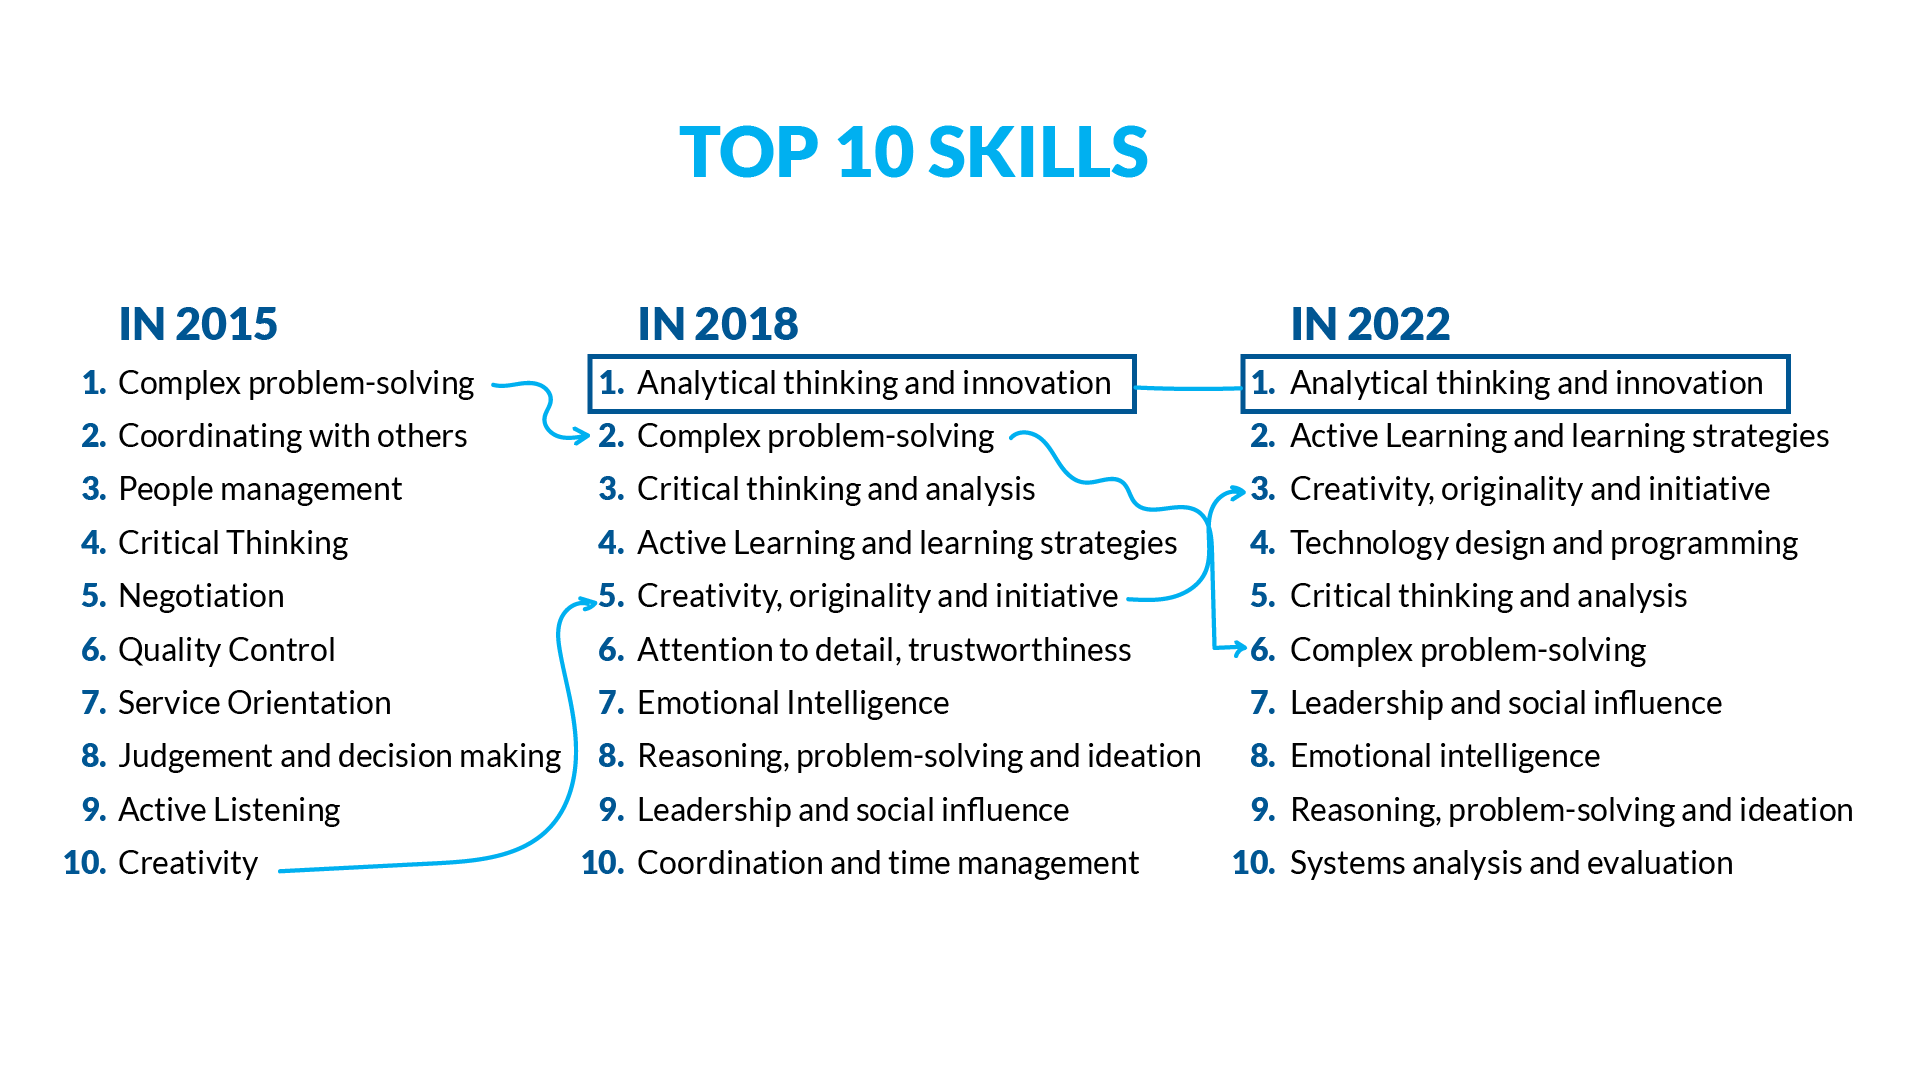 TOP 10 SKILLS
IN 2015
1. Complex problem-solving
2. Coordinating with others
3. People management
4. Critical Thinking
5. Negotiation
6. Quality Control
7. Service Orientation
8. Judgement and decision making
9. Active Listening
10. Creativity
IN 2018
1. Analytical thinking and innovation
2. Complex problem-solving
3. Critical thinking and analysis
4. Active Learning and learning strategies
5. Creativity, originality and initiative
6. Attention to detail, trustworthiness
7. Emotional Intelligence
8. Reasoning, problem-solving and ideation
9. Leadership and social influence
10. Coordination and time management
IN 2022
1. Analytical thinking and innovation
2. Active Learning and learning strategies
3. Creativity, originality and initiative
4. Technology design and programming
5. Critical thinking and analysis
6. Complex problem-solving
7. Leadership and social influence
8. Emotional intelligence
9. Reasoning, problem-solving and ideation
10. Systems analysis and evaluation